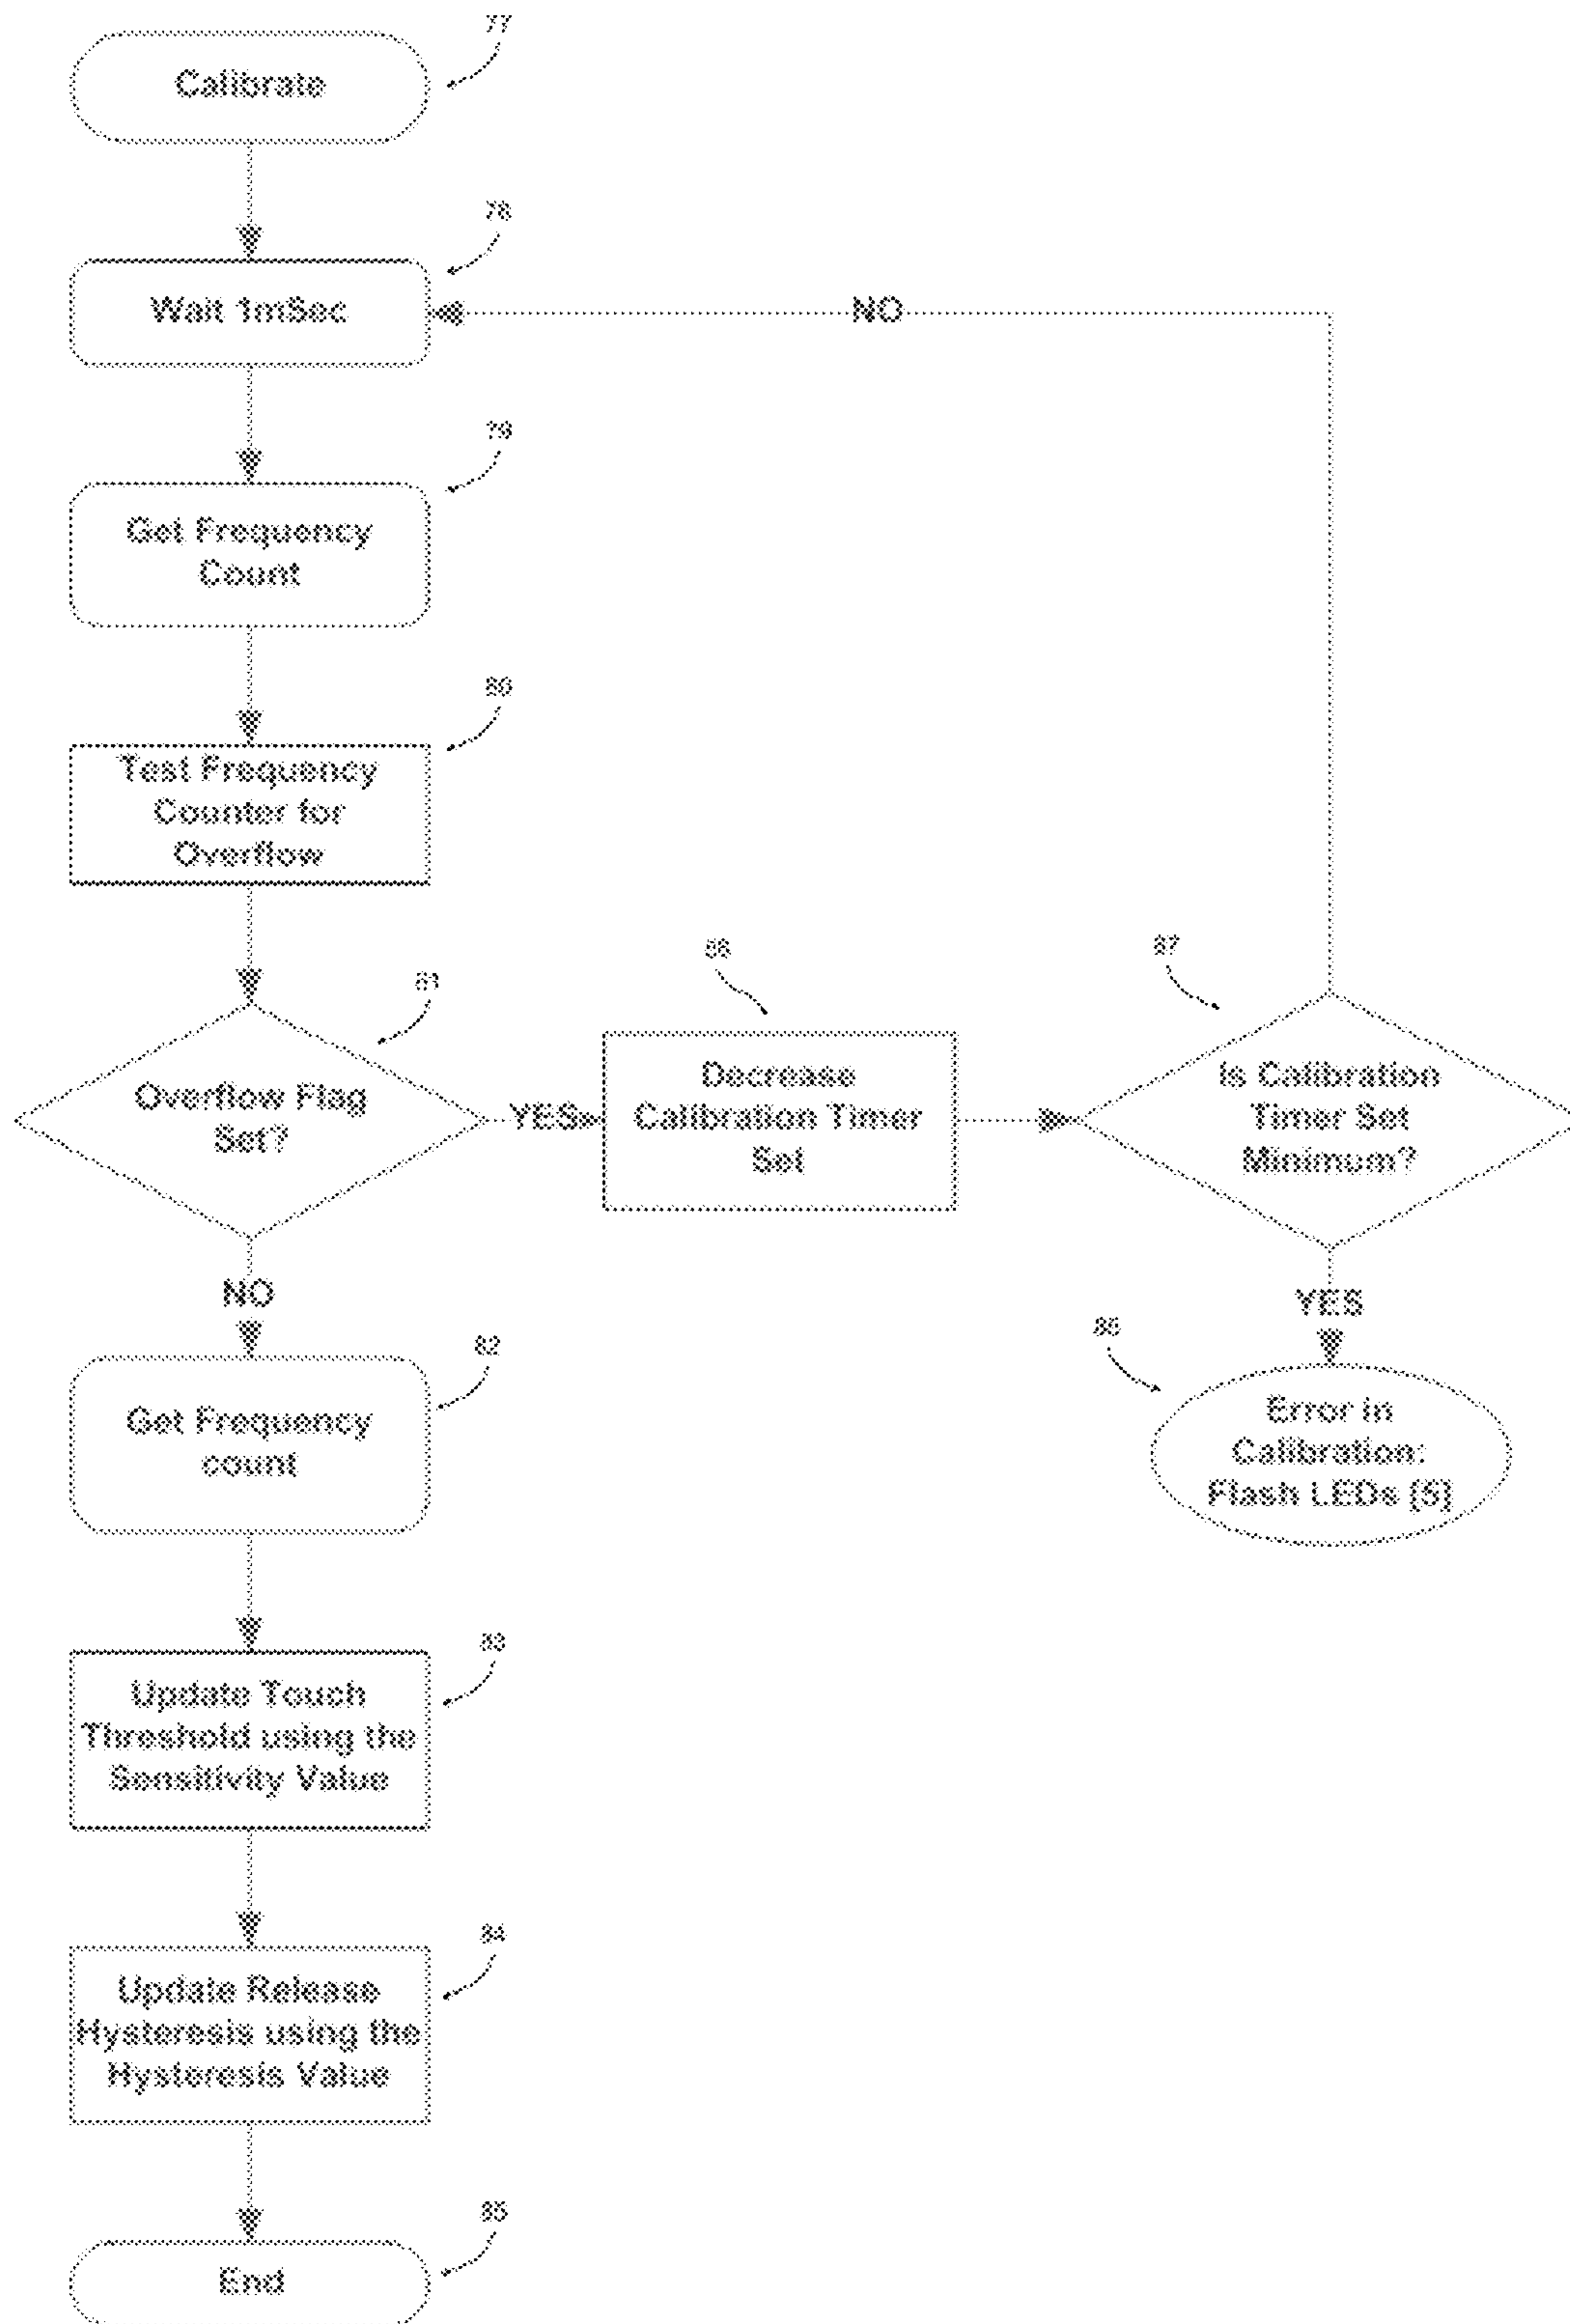 77
Calibrate
78
Wait 1mSec
NO
79
Get Frequency
Count
80
Test Frequency
Counter for
Overflow
81
Overflow Flag
Set?
YES
88
Decrease
Calibration Timer
Set
87
Is Calibration
Timer Set
Minimum?
NO
YES
82
Get Frequency
count
86
Error in
Calibration:
Flash LEDs [5]
83
Update Touch
Threshold using the
Sensitivity Value
84
Update Release
Hysteresis using the
Hysteresis Value
85
End